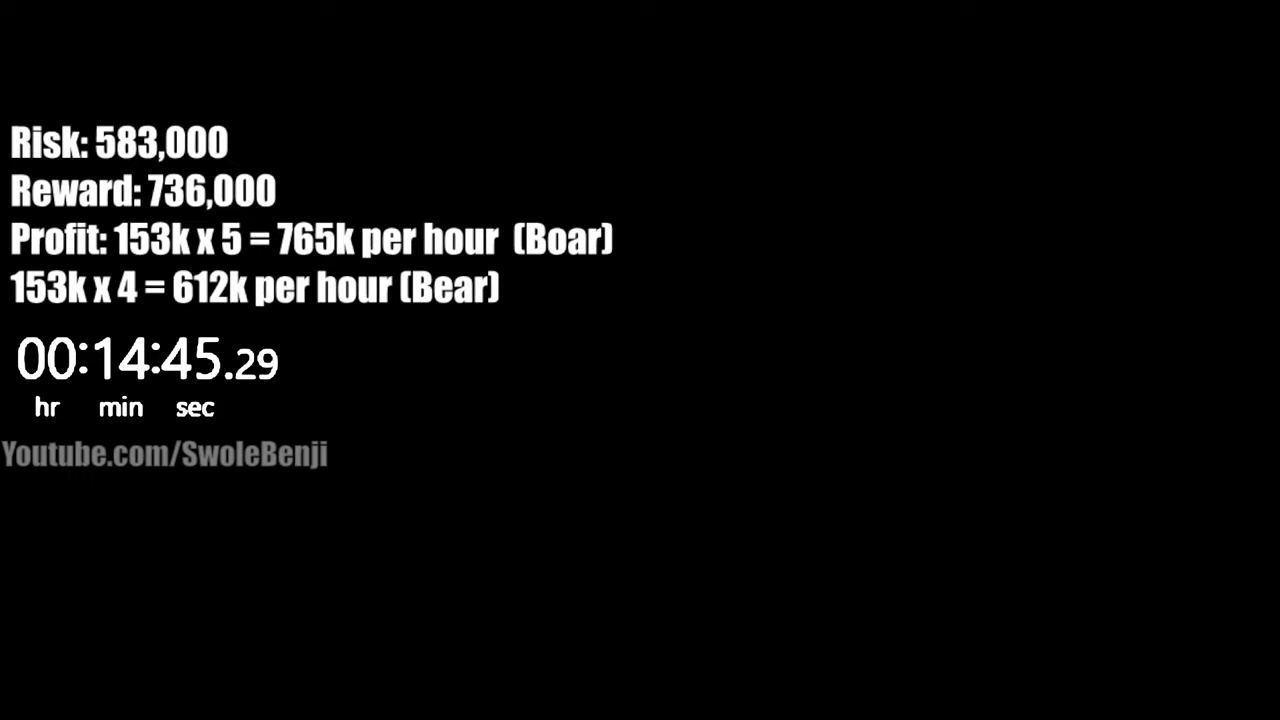 Risk: 583,000
Reward: 736,000
Profit: 153k x 5 = 765k per hour (Boar)
153k x 4 = 612k per hour (Bear)
00:14:45.29
hr min sec
Youtube.com/SwoleBenji